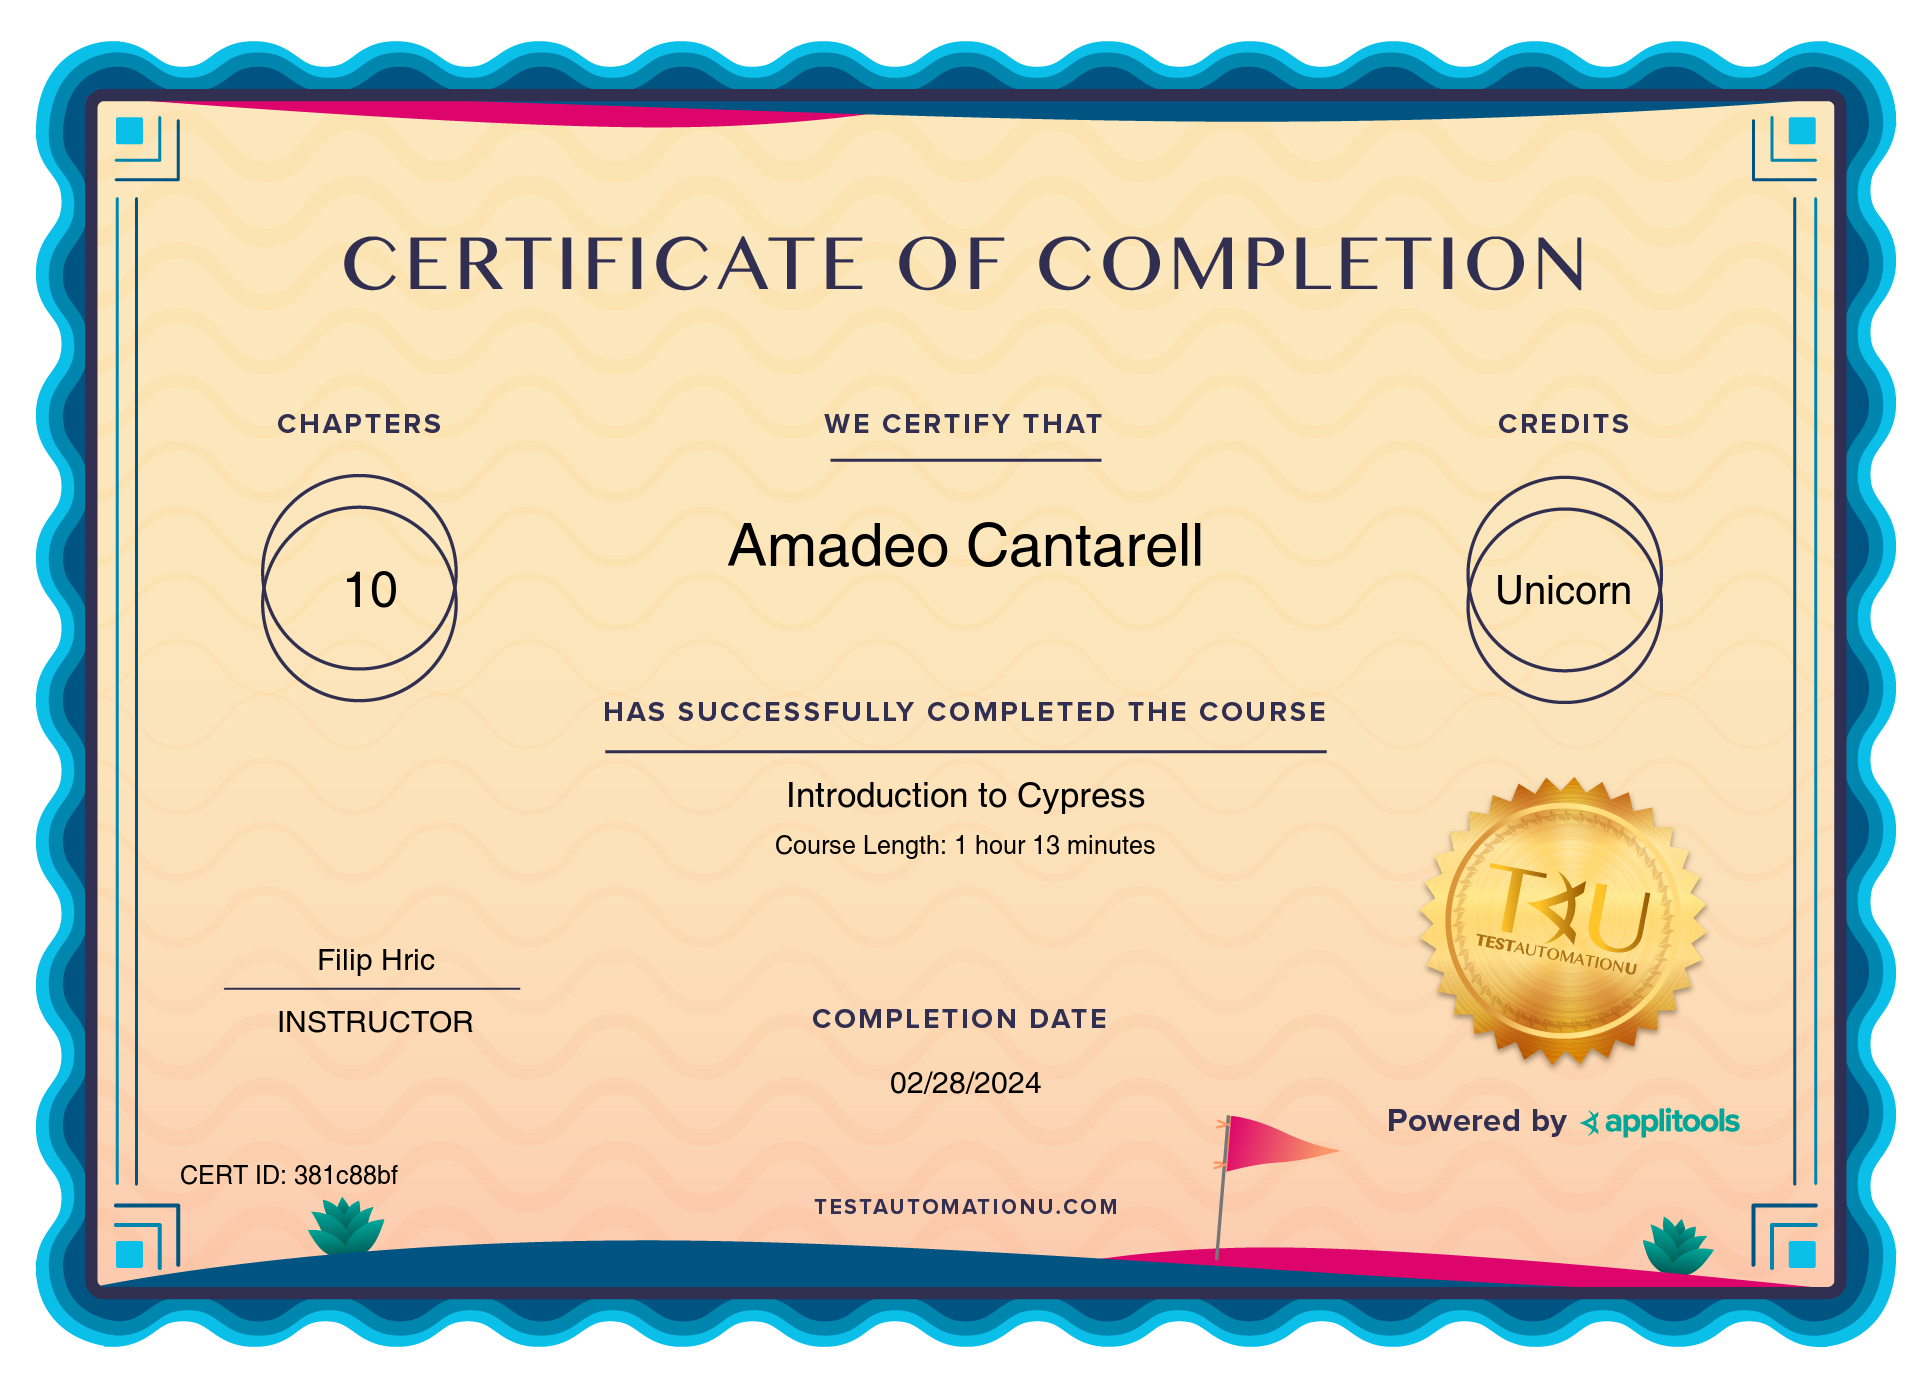 CERTIFICATE OF COMPLETION
CHAPTERS
10
WE CERTIFY THAT
Amadeo Cantarell
CREDITS
Unicorn
HAS SUCCESSFULLY COMPLETED THE COURSE
Introduction to Cypress
Course Length: 1 hour 13 minutes
Filip Hric
INSTRUCTOR
COMPLETION DATE
02/28/2024
TAU
TESTAUTOMATIONU
Powered by applitools
CERT ID: 381c88bf
TESTAUTOMATIONU.COM